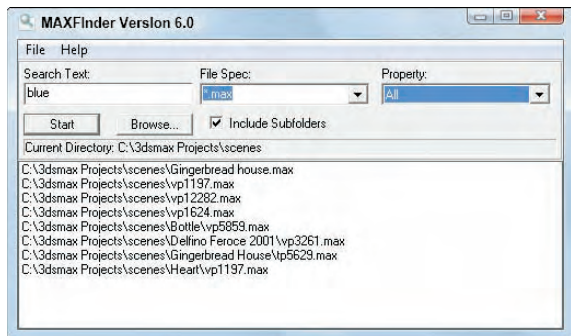 MAXFinder Version 6.0
File Help
Search Text: File Spec: Property:
blue *.max All
Start Browse... Include Subfolders
Current Directory: C:\3dsmax Projects\scenes
C:\3dsmax Projects\scenes\Gingerbread house.max
C:\3dsmax Projects\scenes\vp1197.max
C:\3dsmax Projects\scenes\vp12282.max
C:\3dsmax Projects\scenes\vp1624.max
C:\3dsmax Projects\scenes\Bottle\vp5859.max
C:\3dsmax Projects\scenes\Delfino Feroce 2001\vp3261.max
C:\3dsmax Projects\scenes\Gingerbread House\tp5629.max
C:\3dsmax Projects\scenes\Heart\vp1197.max